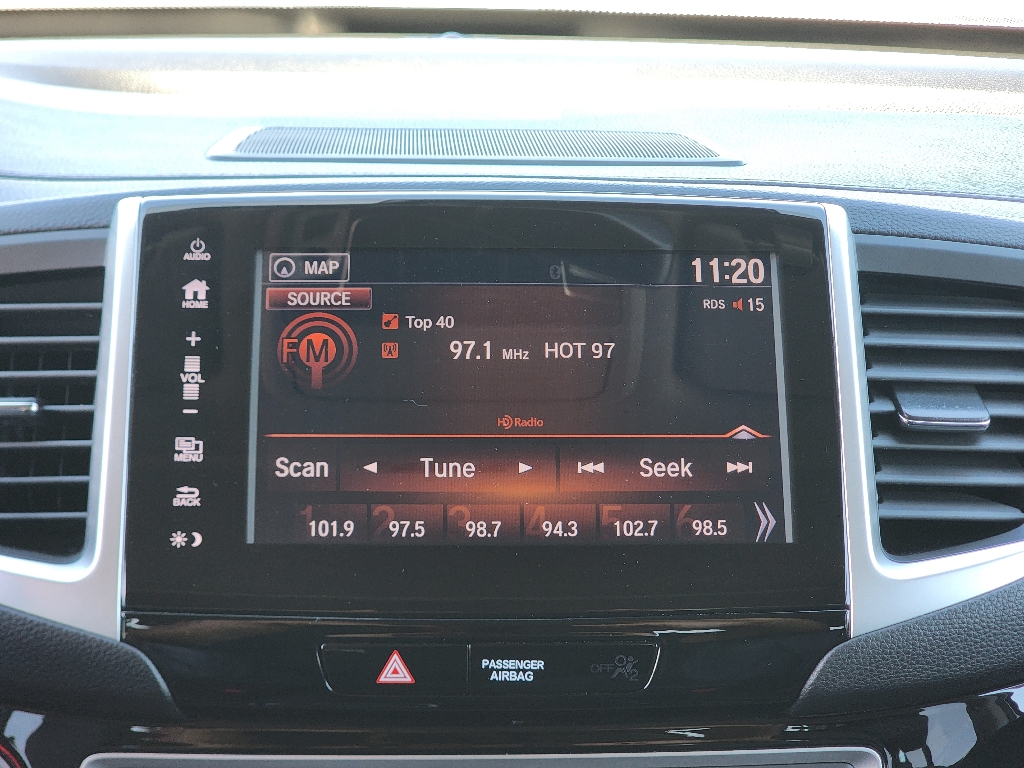 AUDIO
HOME
+
VOL
−
MENU
BACK
MAP
11:20
SOURCE
RDS 15
FM
Top 40
97.1 MHz HOT 97
HD Radio
Scan Tune Seek
1 101.9 2 97.5 3 98.7 4 94.3 5 102.7 6 98.5
PASSENGER
AIRBAG
OFF 2